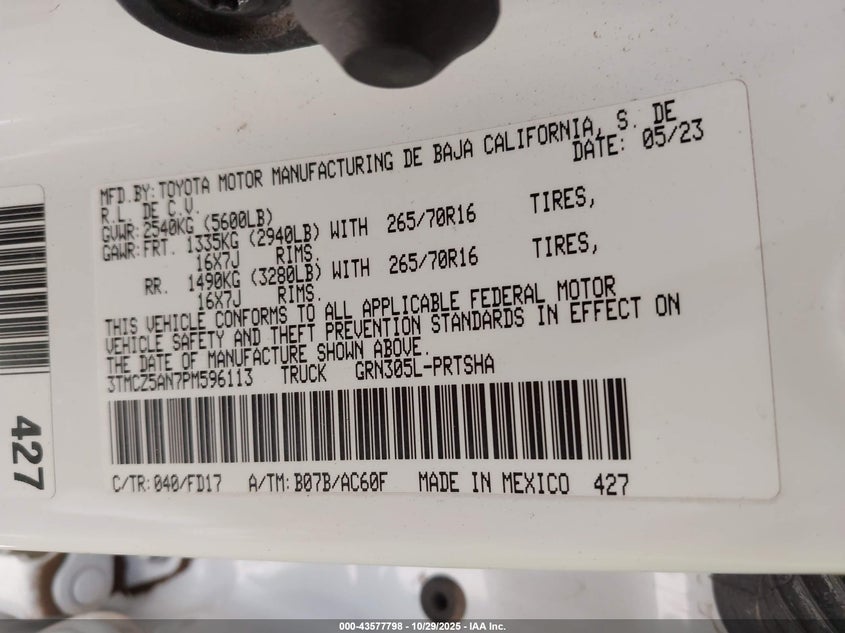 MFD.BY: TOYOTA MOTOR MANUFACTURING DE BAJA CALIFORNIA, S. DE
R.L. DE C.V. DATE: 05/23
GVWR: 2540KG (5600LB)
GAWR: FRT. 1335KG (2940LB) WITH 265/70R16 TIRES,
16X7J RIMS.
RR. 1490KG (3280LB) WITH 265/70R16 TIRES,
16X7J RIMS.
THIS VEHICLE CONFORMS TO ALL APPLICABLE FEDERAL MOTOR
VEHICLE SAFETY AND THEFT PREVENTION STANDARDS IN EFFECT ON
THE DATE OF MANUFACTURE SHOWN ABOVE.
3TMCZ5AN7PM596113 TRUCK GRN305L-PRTSHA
C/TR: 040/FD17 A/TM: B07B/AC60F MADE IN MEXICO 427
427
000-43577798 - 10/29/2025 - IAA Inc.